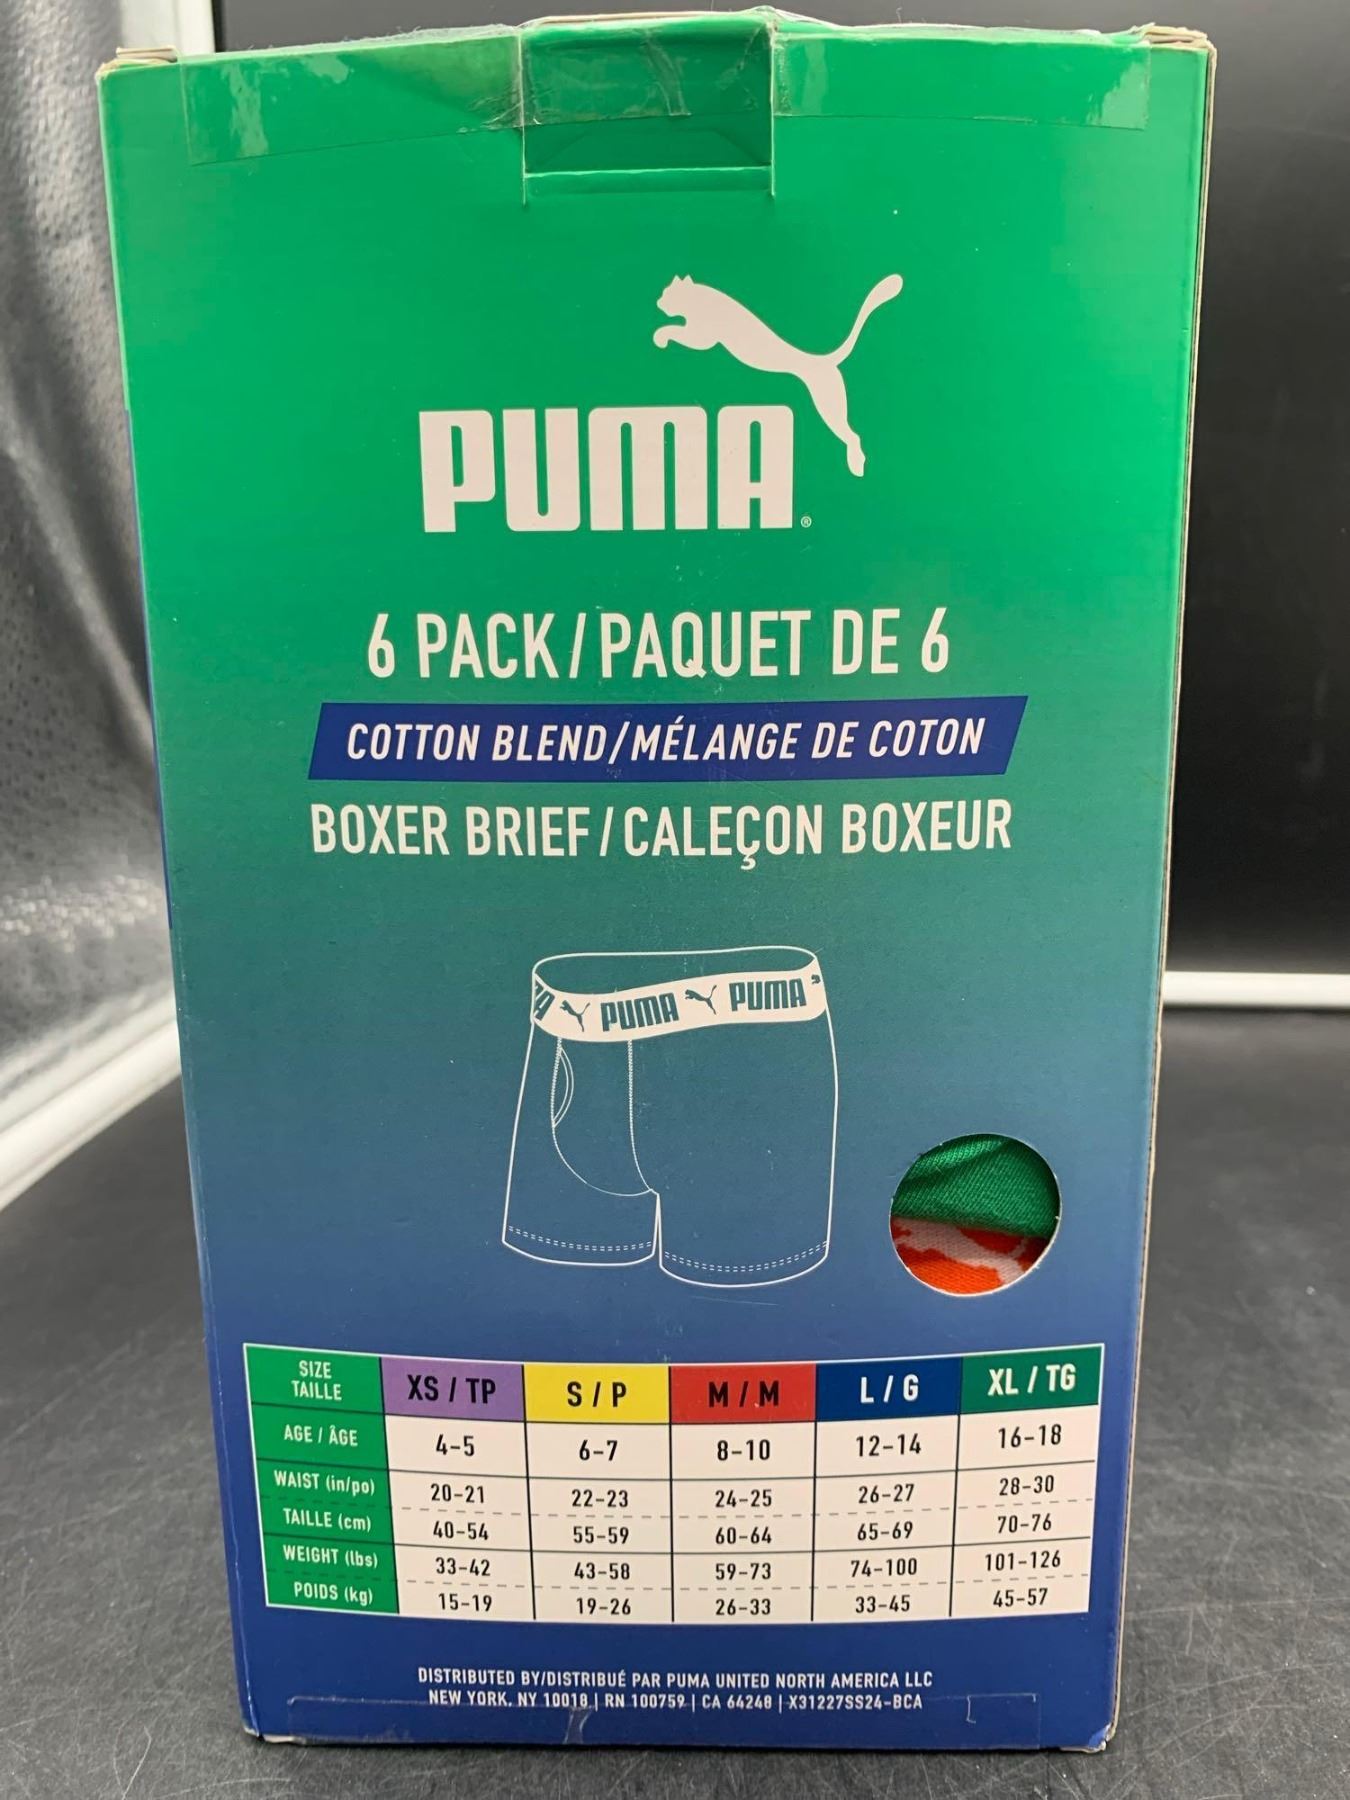 PUMA®
6 PACK/PAQUET DE 6
COTTON BLEND/MÉLANGE DE COTON
BOXER BRIEF/CALEÇON BOXEUR
MA PUMA PUMA
SIZE TAILLE XS / TP S / P M / M L / G XL / TG
AGE / ÂGE 4-5 6-7 8-10 12-14 16-18
WAIST (in/po) 20-21 22-23 24-25 26-27 28-30
TAILLE (cm) 40-54 55-59 60-64 65-69 70-76
WEIGHT (lbs) 33-42 43-58 59-73 74-100 101-126
POIDS (kg) 15-19 19-26 26-33 33-45 45-57
DISTRIBUTED BY/DISTRIBUÉ PAR PUMA UNITED NORTH AMERICA LLC
NEW YORK, NY 10018 | RN 100759 | CA 64248 | X31227SS24-BCA